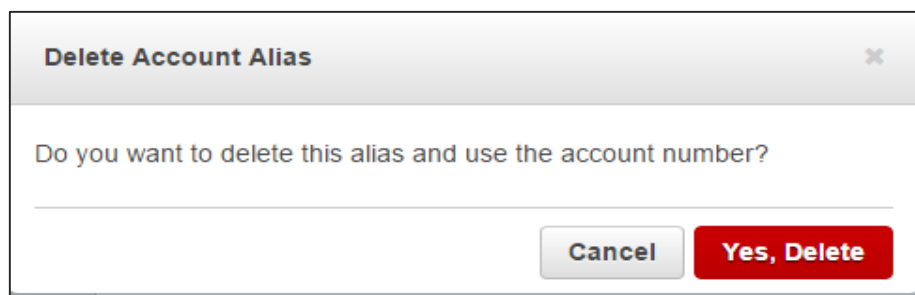 Delete Account Alias
Do you want to delete this alias and use the account number?
Cancel
Yes, Delete